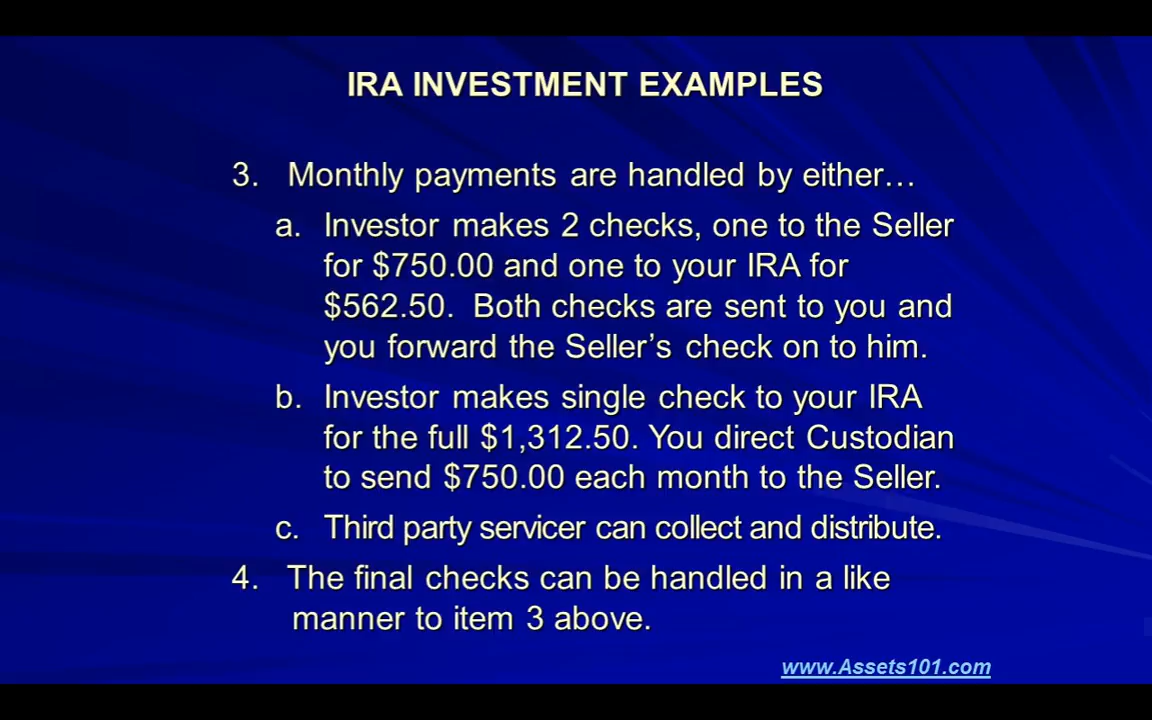 IRA INVESTMENT EXAMPLES
3. Monthly payments are handled by either…
a. Investor makes 2 checks, one to the Seller
for $750.00 and one to your IRA for
$562.50. Both checks are sent to you and
you forward the Seller’s check on to him.
b. Investor makes single check to your IRA
for the full $1,312.50. You direct Custodian
to send $750.00 each month to the Seller.
c. Third party servicer can collect and distribute.
4. The final checks can be handled in a like
manner to item 3 above.
www.Assets101.com